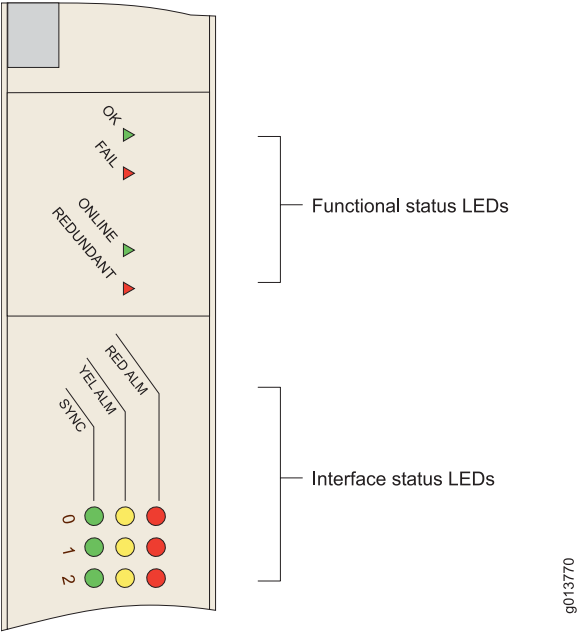 OK
FAIL
ONLINE
REDUNDANT
Functional status LEDs
RED ALM
YEL ALM
SYNC
Interface status LEDs
0
1
2
g013770